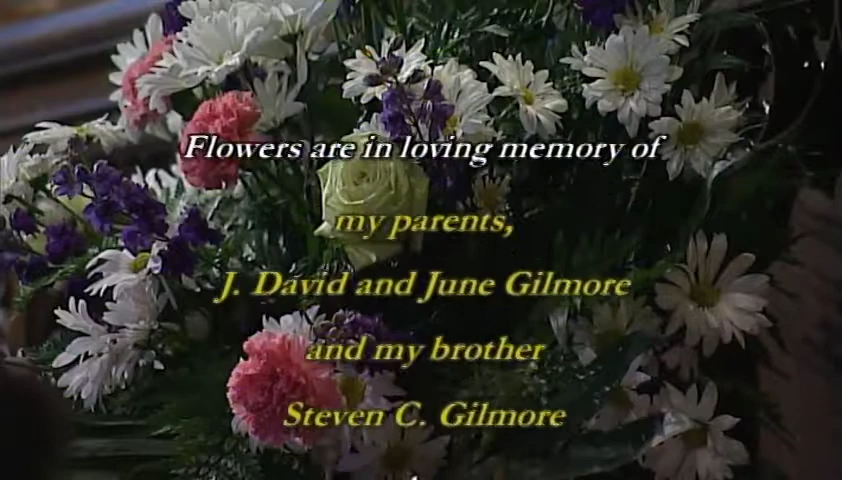 Flowers are in loving memory of
my parents,
J. David and June Gilmore
and my brother
Steven C. Gilmore